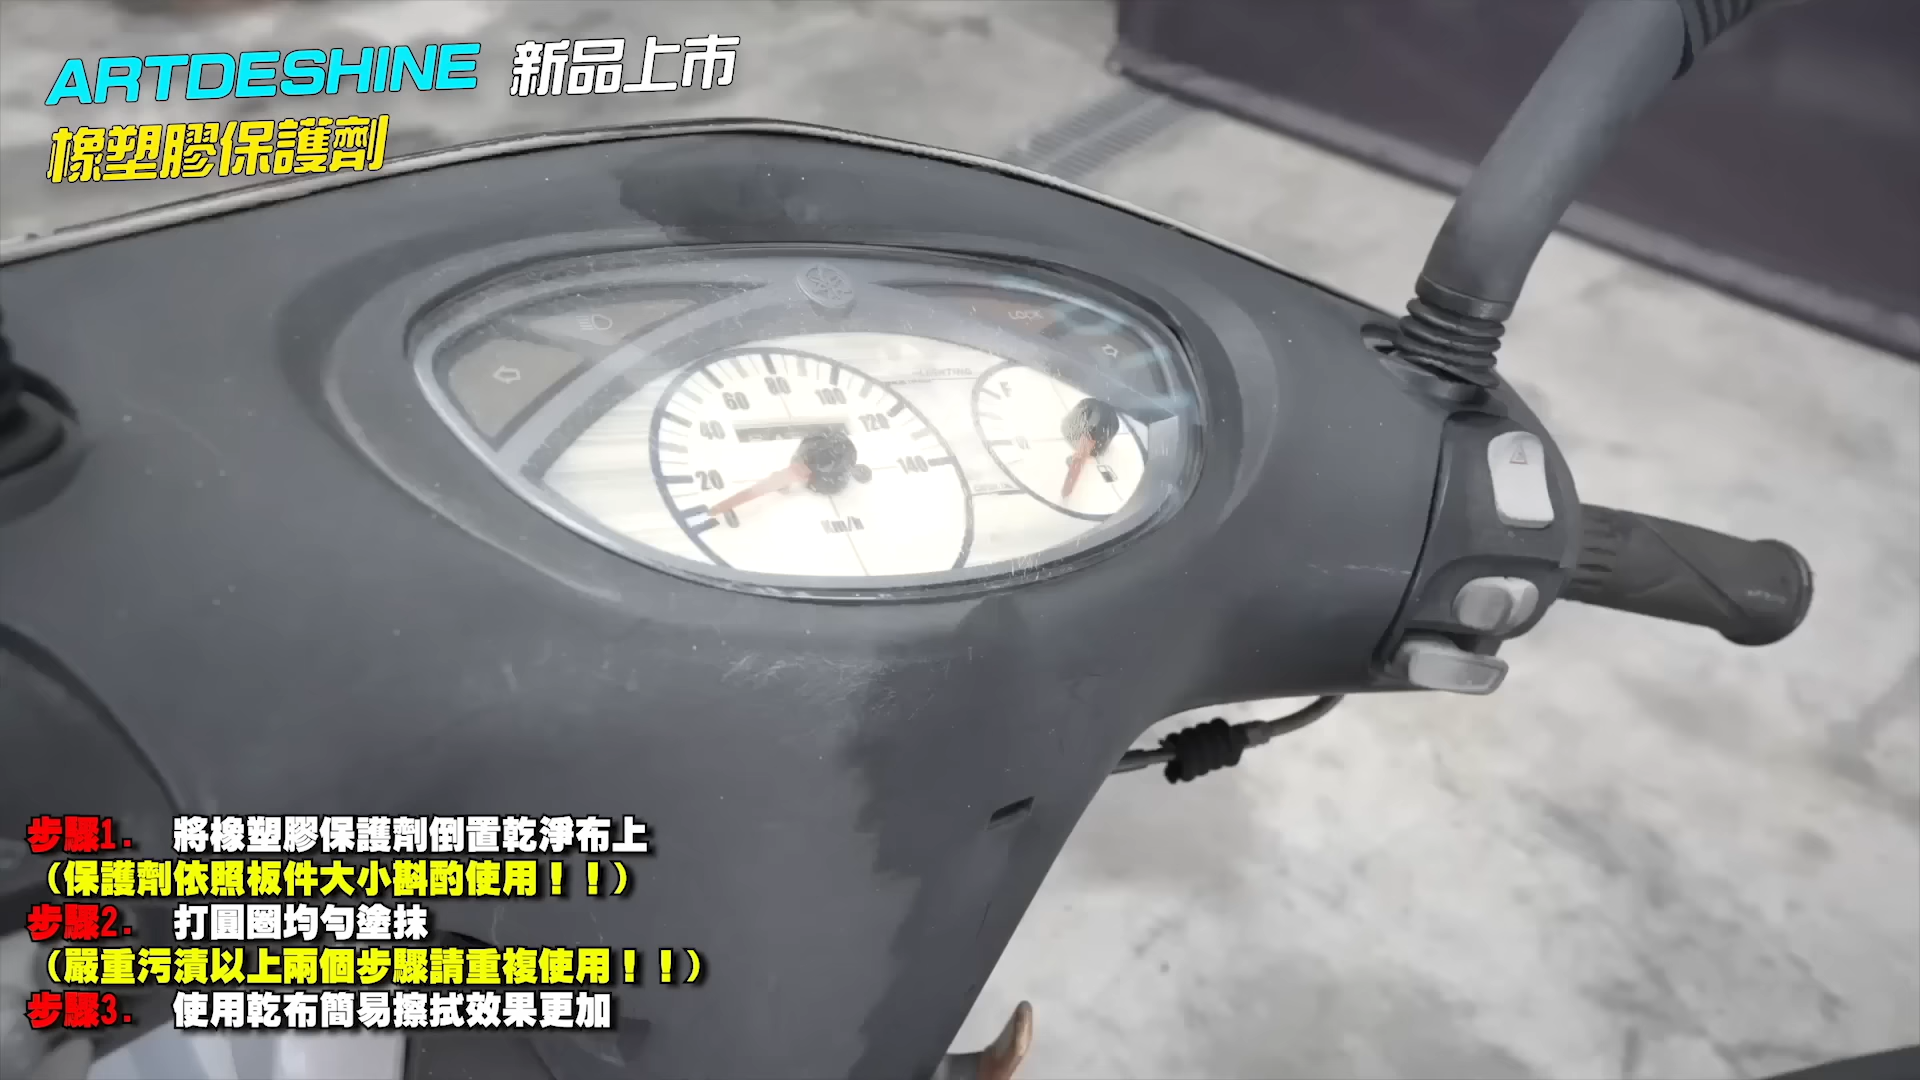 ARTDESHINE 新品上市
橡塑膠保護劑
LOCK
F
20
40
60
80
100
120
140
0
Km/h
步驟1. 將橡塑膠保護劑倒置乾淨布上
(保護劑依照板件大小斟酌使用！！)
步驟2. 打圓圈均勻塗抹
(嚴重污漬以上兩個步驟請重複使用！！)
步驟3. 使用乾布簡易擦拭效果更加